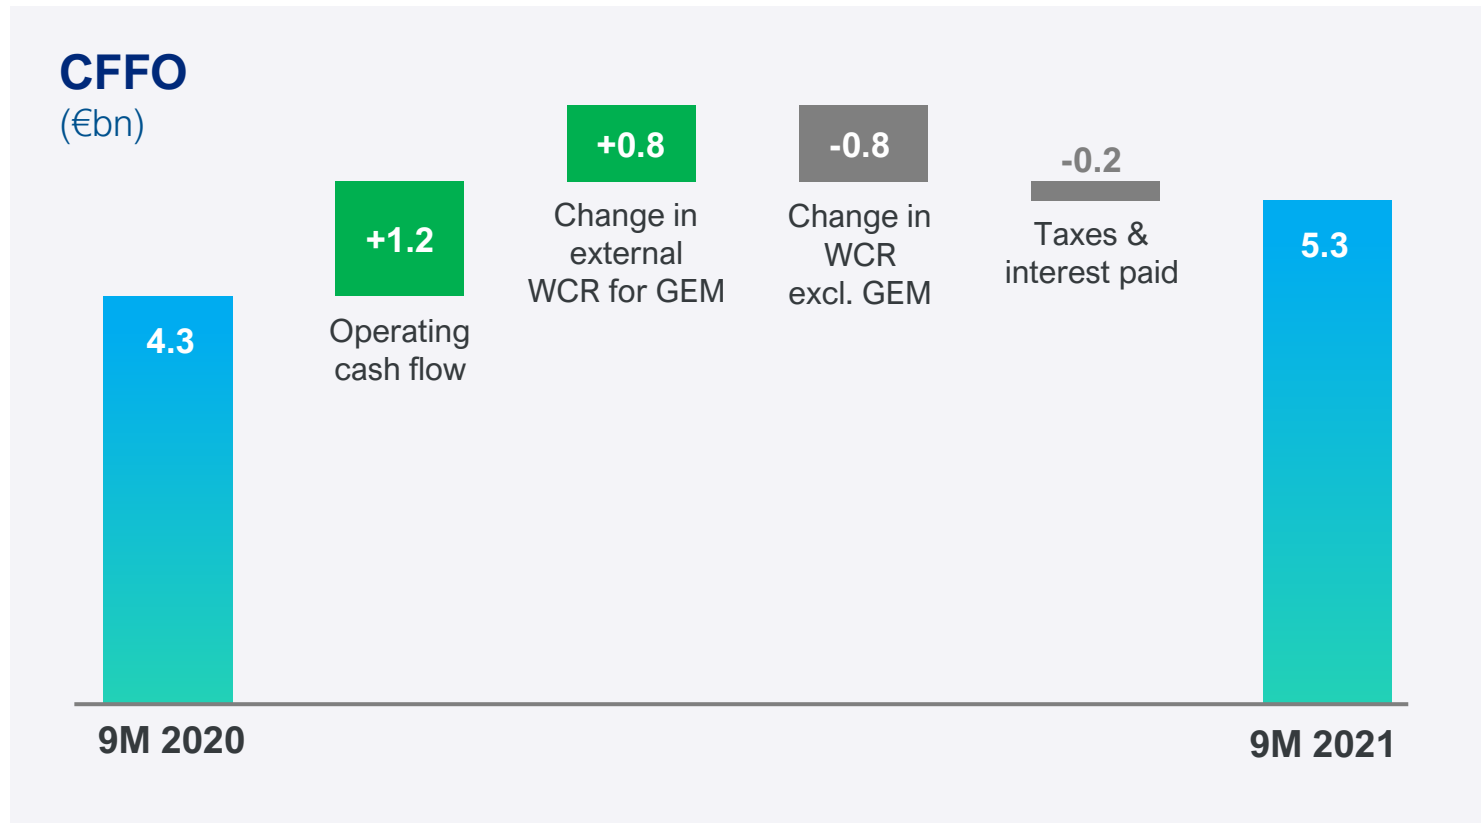 CFFO
(€bn)
4.3
+1.2
Operating
cash flow
+0.8
Change in
external
WCR for GEM
-0.8
Change in
WCR
excl. GEM
-0.2
Taxes &
interest paid
5.3
9M 2020
9M 2021